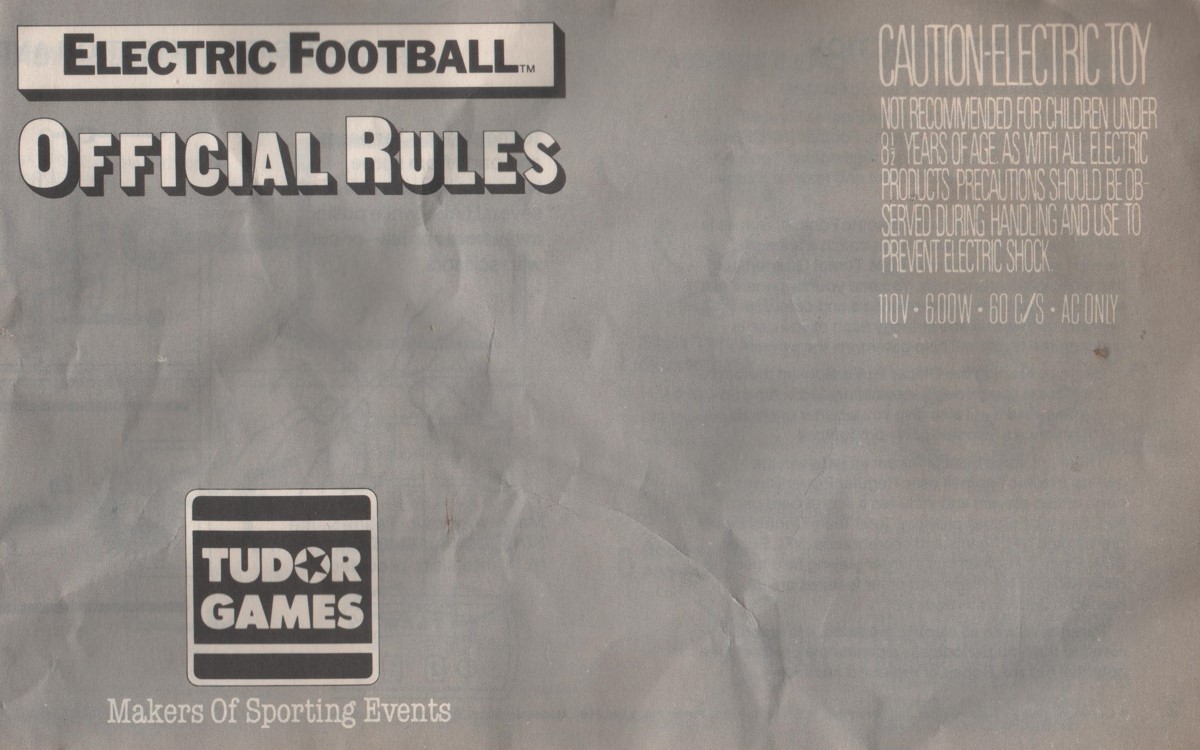 ELECTRIC FOOTBALL™
OFFICIAL RULES
CAUTION-ELECTRIC TOY
NOT RECOMMENDED FOR CHILDREN UNDER
8½ YEARS OF AGE. AS WITH ALL ELECTRIC
PRODUCTS PRECAUTIONS SHOULD BE OB-
SERVED DURING HANDLING AND USE TO
PREVENT ELECTRIC SHOCK.
110V • 6.00W • 60 C/S • AC ONLY
TUDOR
GAMES
Makers Of Sporting Events